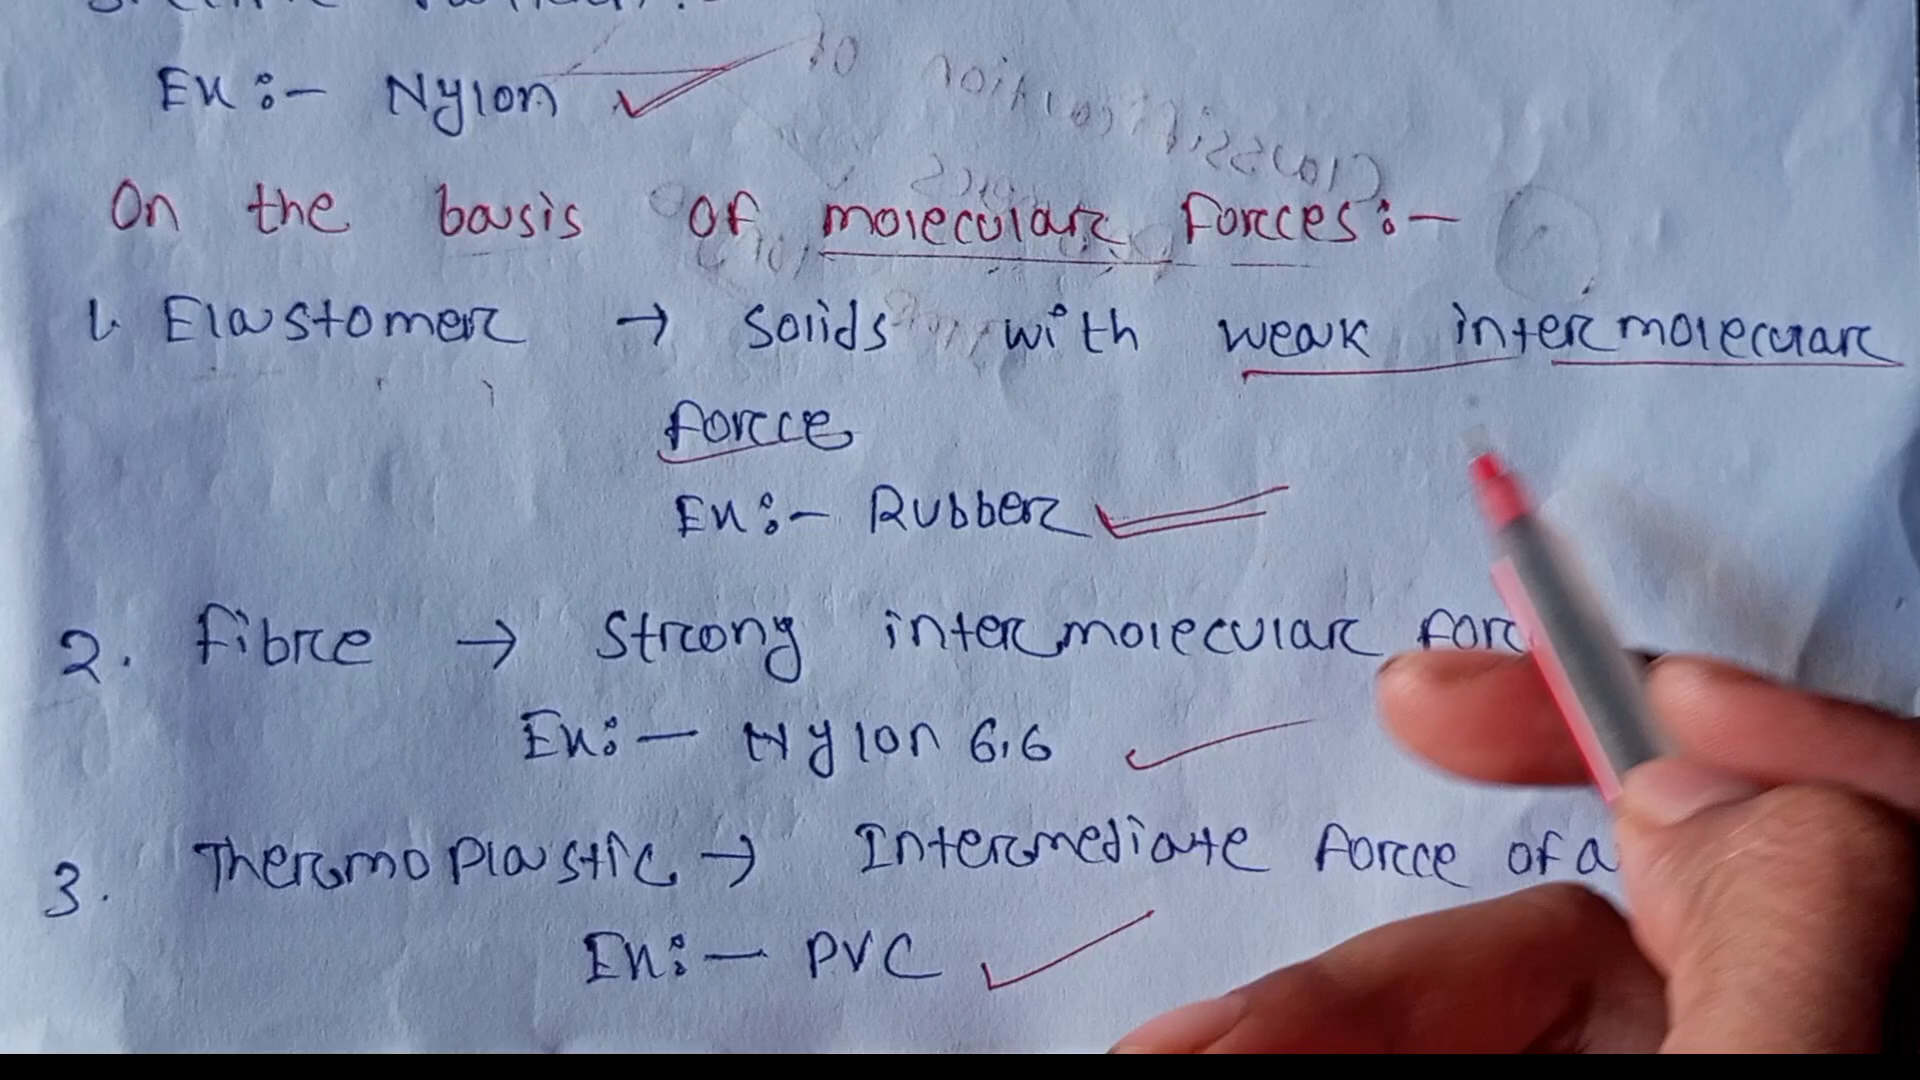 Ex :- Nylon
On the basis of molecular forces :-
1. Elastomer → Solids with weak intermolecular
force
Ex :- Rubber
2. Fibre → Strong intermolecular
Ex :- Nylon 6,6
3. Thermoplastic → Intermediate force of
Ex :- PVC